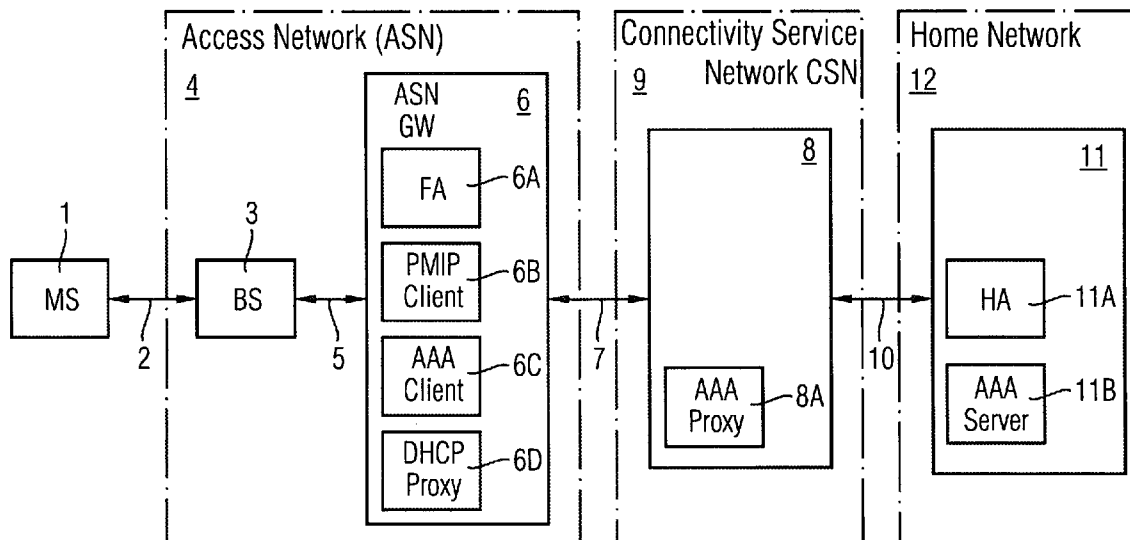 Access Network (ASN)
4
ASN
GW
6
FA
6A
PMIP
Client
6B
AAA
Client
6C
DHCP
Proxy
6D
1
MS
2
3
BS
5
7
Connectivity Service
Network CSN
9
8
AAA
Proxy
8A
10
Home Network
12
11
HA
11A
AAA
Server
11B